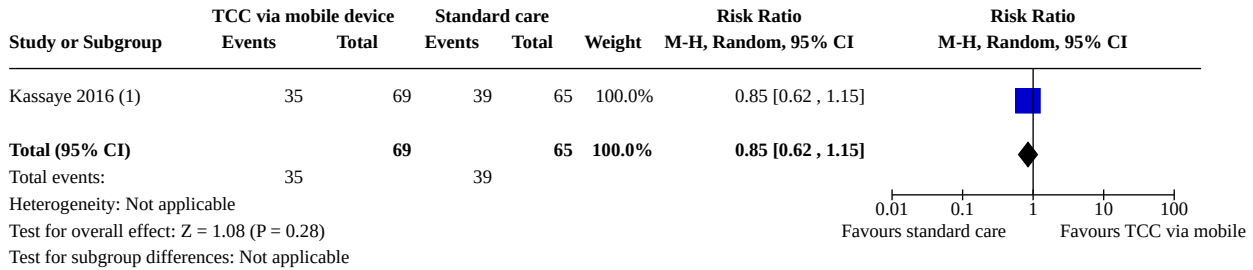 TCC via mobile device Standard care Risk Ratio Risk Ratio
Study or Subgroup Events Total Events Total Weight M-H, Random, 95% CI M-H, Random, 95% CI
Kassaye 2016 (1) 35 69 39 65 100.0% 0.85 [0.62 , 1.15]
Total (95% CI) 69 65 100.0% 0.85 [0.62 , 1.15]
Total events: 35 39
Heterogeneity: Not applicable 0.01 0.1 1 10 100
Test for overall effect: Z = 1.08 (P = 0.28) Favours standard care Favours TCC via mobile
Test for subgroup differences: Not applicable